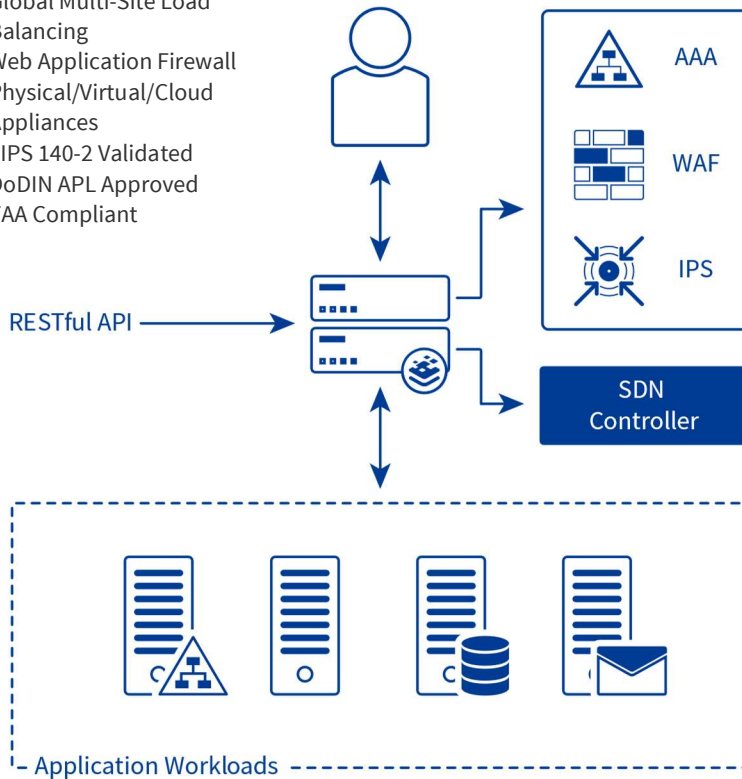 Global Multi-Site Load
Balancing
Web Application Firewall
Physical/Virtual/Cloud
Appliances
FIPS 140-2 Validated
DoDIN APL Approved
TAA Compliant
AAA
WAF
IPS
RESTful API
SDN
Controller
Application Workloads